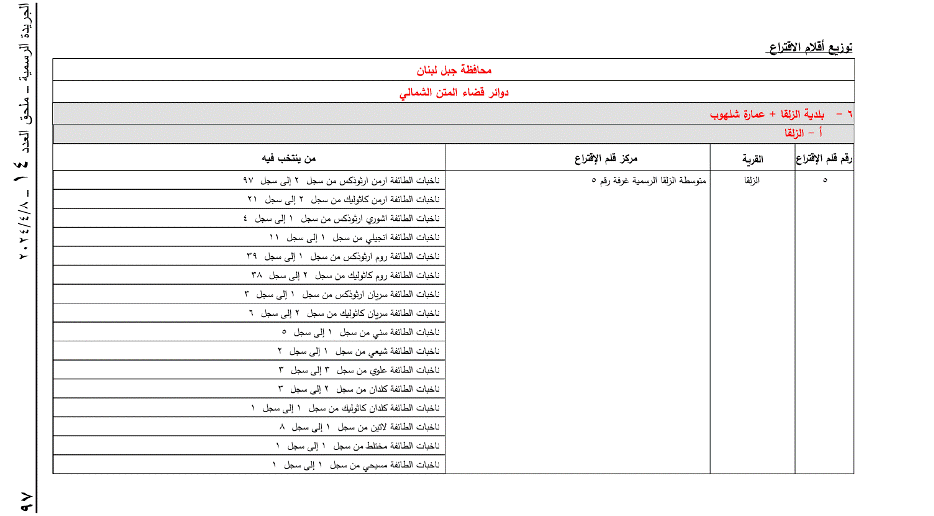 توزيع أقلام الاقتراع
محافظة جبل لبنان
دوائر قضاء المتن الشمالي
٦ - بلدية الزلقا + عمارة شلهوب
أ - الزلقا
رقم قلم الإقتراع القرية مركز قلم الإقتراع من ينتخب فيه
٥ الزلقا متوسطة الزلقا الرسمية غرفة رقم ٥ ناخبات الطائفة ارمن ارثوذكس من سجل ٢ إلى سجل ٩٧
ناخبات الطائفة ارمن كاثوليك من سجل ٢ إلى سجل ٢١
ناخبات الطائفة اشوري ارثوذكس من سجل ١ إلى سجل ٤
ناخبات الطائفة انجيلي من سجل ١ إلى سجل ١١
ناخبات الطائفة روم ارثوذكس من سجل ١ إلى سجل ٣٩
ناخبات الطائفة روم كاثوليك من سجل ٢ إلى سجل ٣٨
ناخبات الطائفة سريان ارثوذكس من سجل ١ إلى سجل ٣
ناخبات الطائفة سريان كاثوليك من سجل ٢ إلى سجل ٦
ناخبات الطائفة سني من سجل ١ إلى سجل ٥
ناخبات الطائفة شيعي من سجل ١ إلى سجل ٢
ناخبات الطائفة علوي من سجل ٣ إلى سجل ٣
ناخبات الطائفة كلدان من سجل ٢ إلى سجل ٣
ناخبات الطائفة كلدان كاثوليك من سجل ١ إلى سجل ١
ناخبات الطائفة لاتين من سجل ١ إلى سجل ٨
ناخبات الطائفة مختلط من سجل ١ إلى سجل ١
ناخبات الطائفة مسيحي من سجل ١ إلى سجل ١
الجريدة الرسمية – ملحق العدد ١٤ – ٢٠٢٤/٤/٨
٩٧